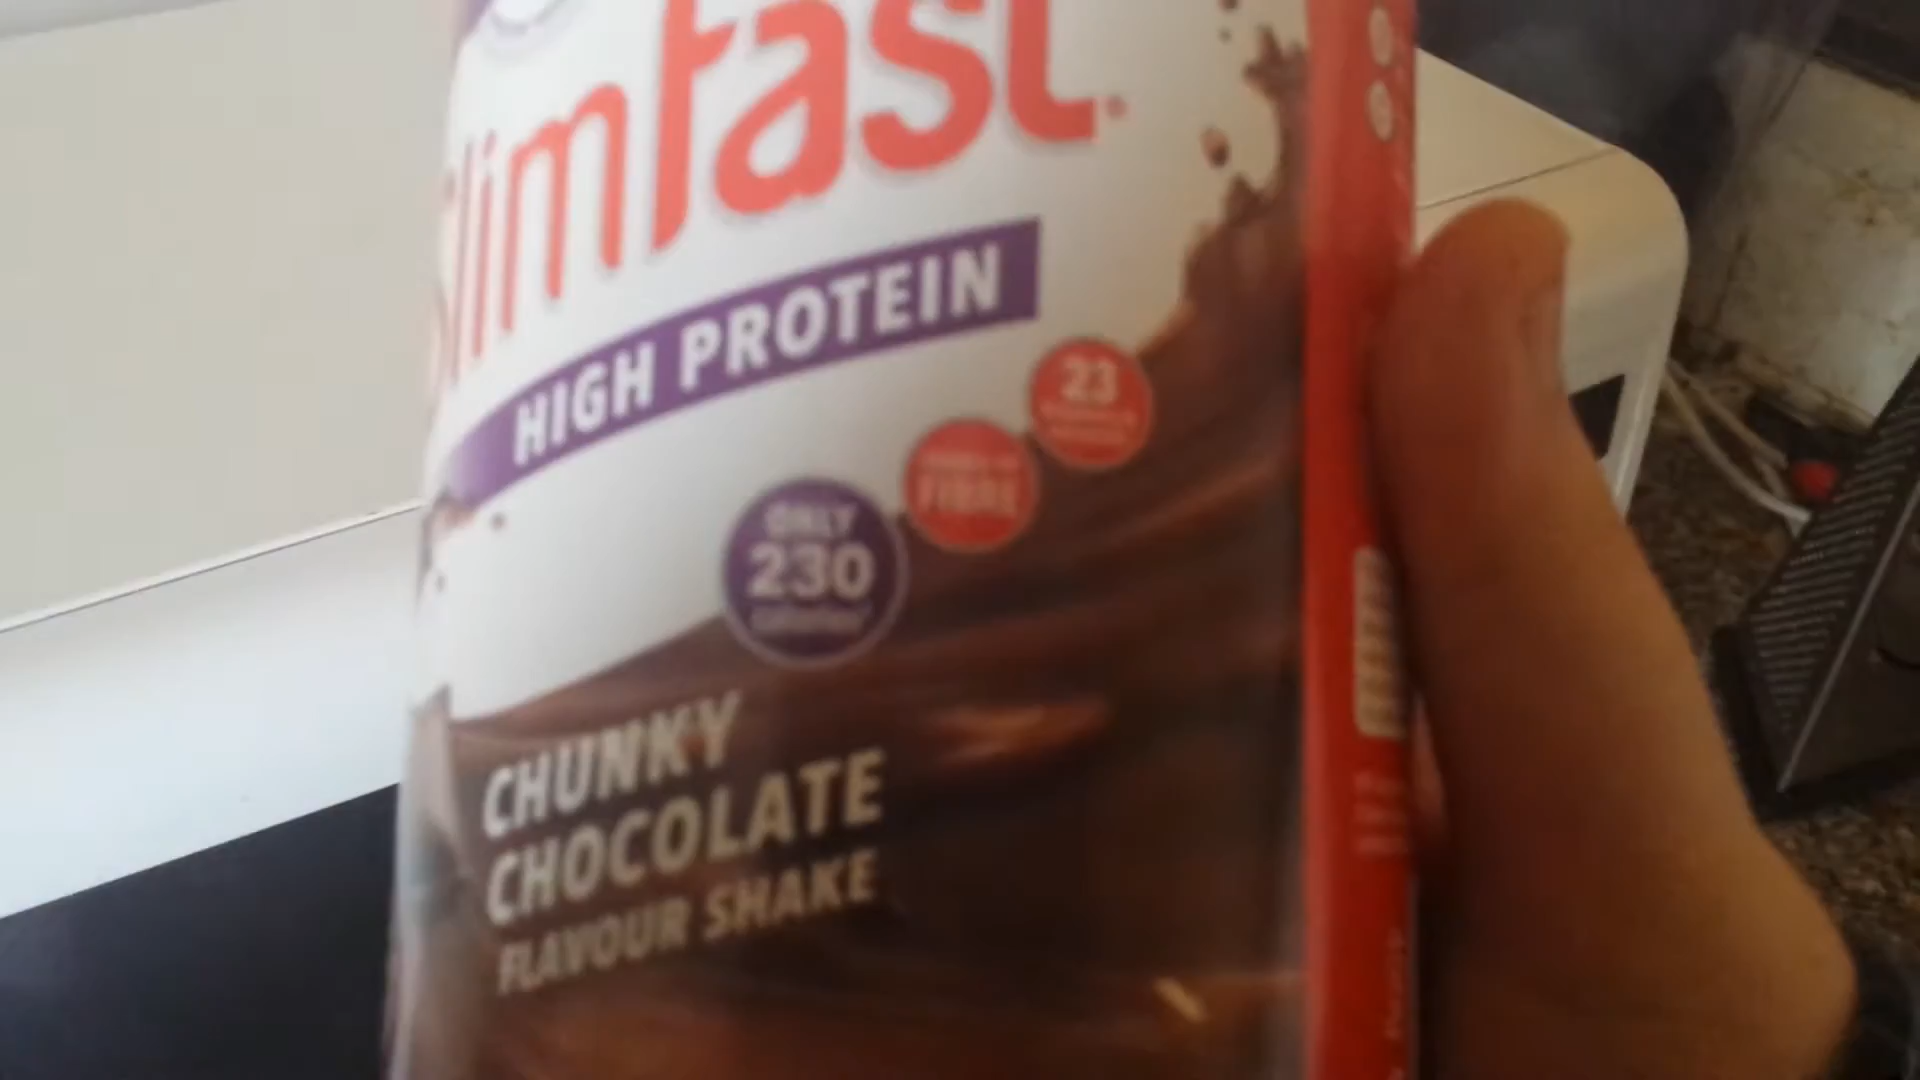 slimfast
HIGH PROTEIN
23
FIBRE
ONLY
230
CHUNKY
CHOCOLATE
FLAVOUR SHAKE